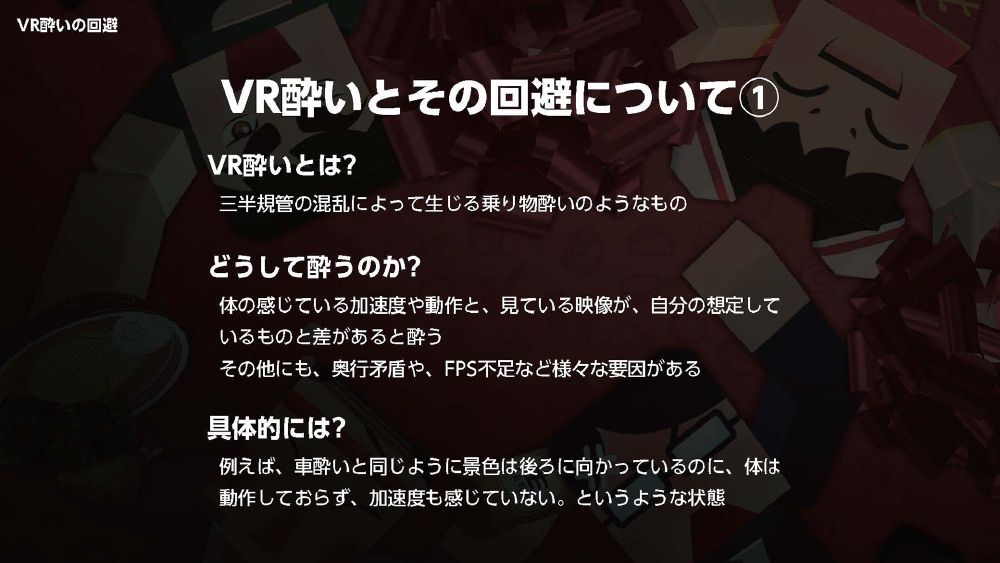 VR酔いの回避
VR酔いとその回避について①
VR酔いとは?
三半規管の混乱によって生じる乗り物酔いのようなもの
どうして酔うのか?
体の感じている加速度や動作と、見ている映像が、自分の想定して
いるものと差があると酔う
その他にも、奥行矛盾や、FPS不足など様々な要因がある
具体的には?
例えば、車酔いと同じように景色は後ろに向かっているのに、体は
動作しておらず、加速度も感じていない。というような状態